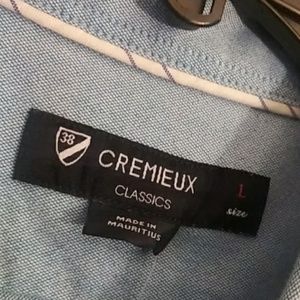 38
CREMIEUX
CLASSICS
L
size
MADE IN
MAURITIUS